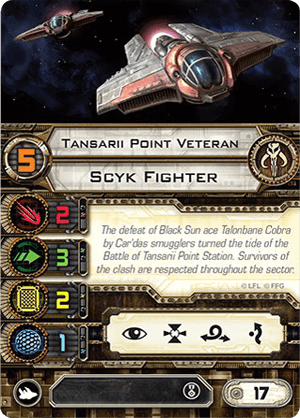 Tansarii Point Veteran
5
Scyk Fighter
2
3
2
1
The defeat of Black Sun ace Talonbane Cobra
by Car'das smugglers turned the tide of the
Battle of Tansarii Point Station. Survivors of
the clash are respected throughout the sector.
©LFL ©FFG
17